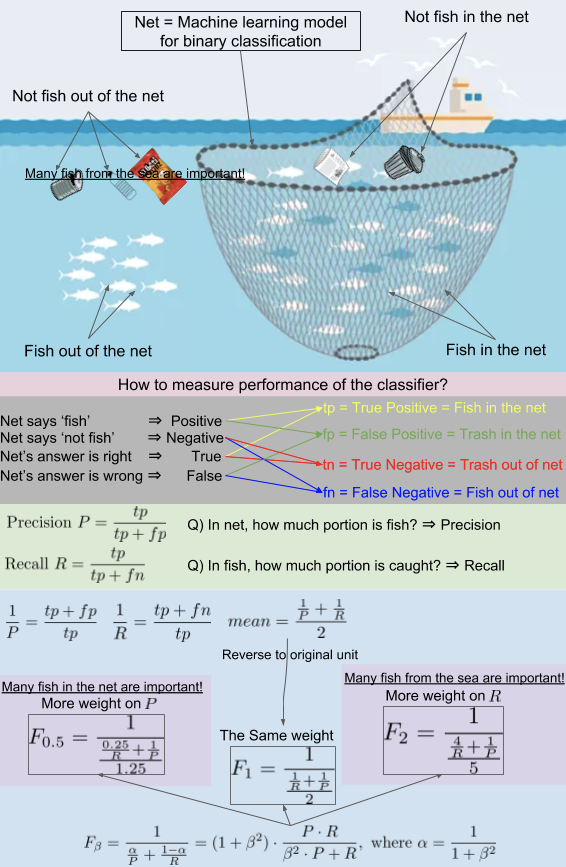 Net = Machine learning model
for binary classification
Not fish in the net
Not fish out of the net
Many fish from the sea are important!
Fish out of the net
Fish in the net
How to measure performance of the classifier?
Net says ‘fish’ ⇒ Positive
Net says ‘not fish’ ⇒ Negative
Net’s answer is right ⇒ True
Net’s answer is wrong ⇒ False
tp = True Positive = Fish in the net
fp = False Positive = Trash in the net
tn = True Negative = Trash out of net
fn = False Negative = Fish out of net
Precision P = tp / (tp + fp)
Q) In net, how much portion is fish? ⇒ Precision
Recall R = tp / (tp + fn)
Q) In fish, how much portion is caught? ⇒ Recall
1/P = (tp + fp) / tp   1/R = (tp + fn) / tp   mean = (1/P + 1/R) / 2
Reverse to original unit
Many fish in the net are important!
More weight on P
F_0.5 = 1 / ((0.25/R + 1/P) / 1.25)
The Same weight
F_1 = 1 / ((1/R + 1/P) / 2)
Many fish from the sea are important!
More weight on R
F_2 = 1 / ((4/R + 1/P) / 5)
F_β = 1 / (α/P + (1−α)/R) = (1 + β²) · (P · R) / (β² · P + R), where α = 1 / (1 + β²)